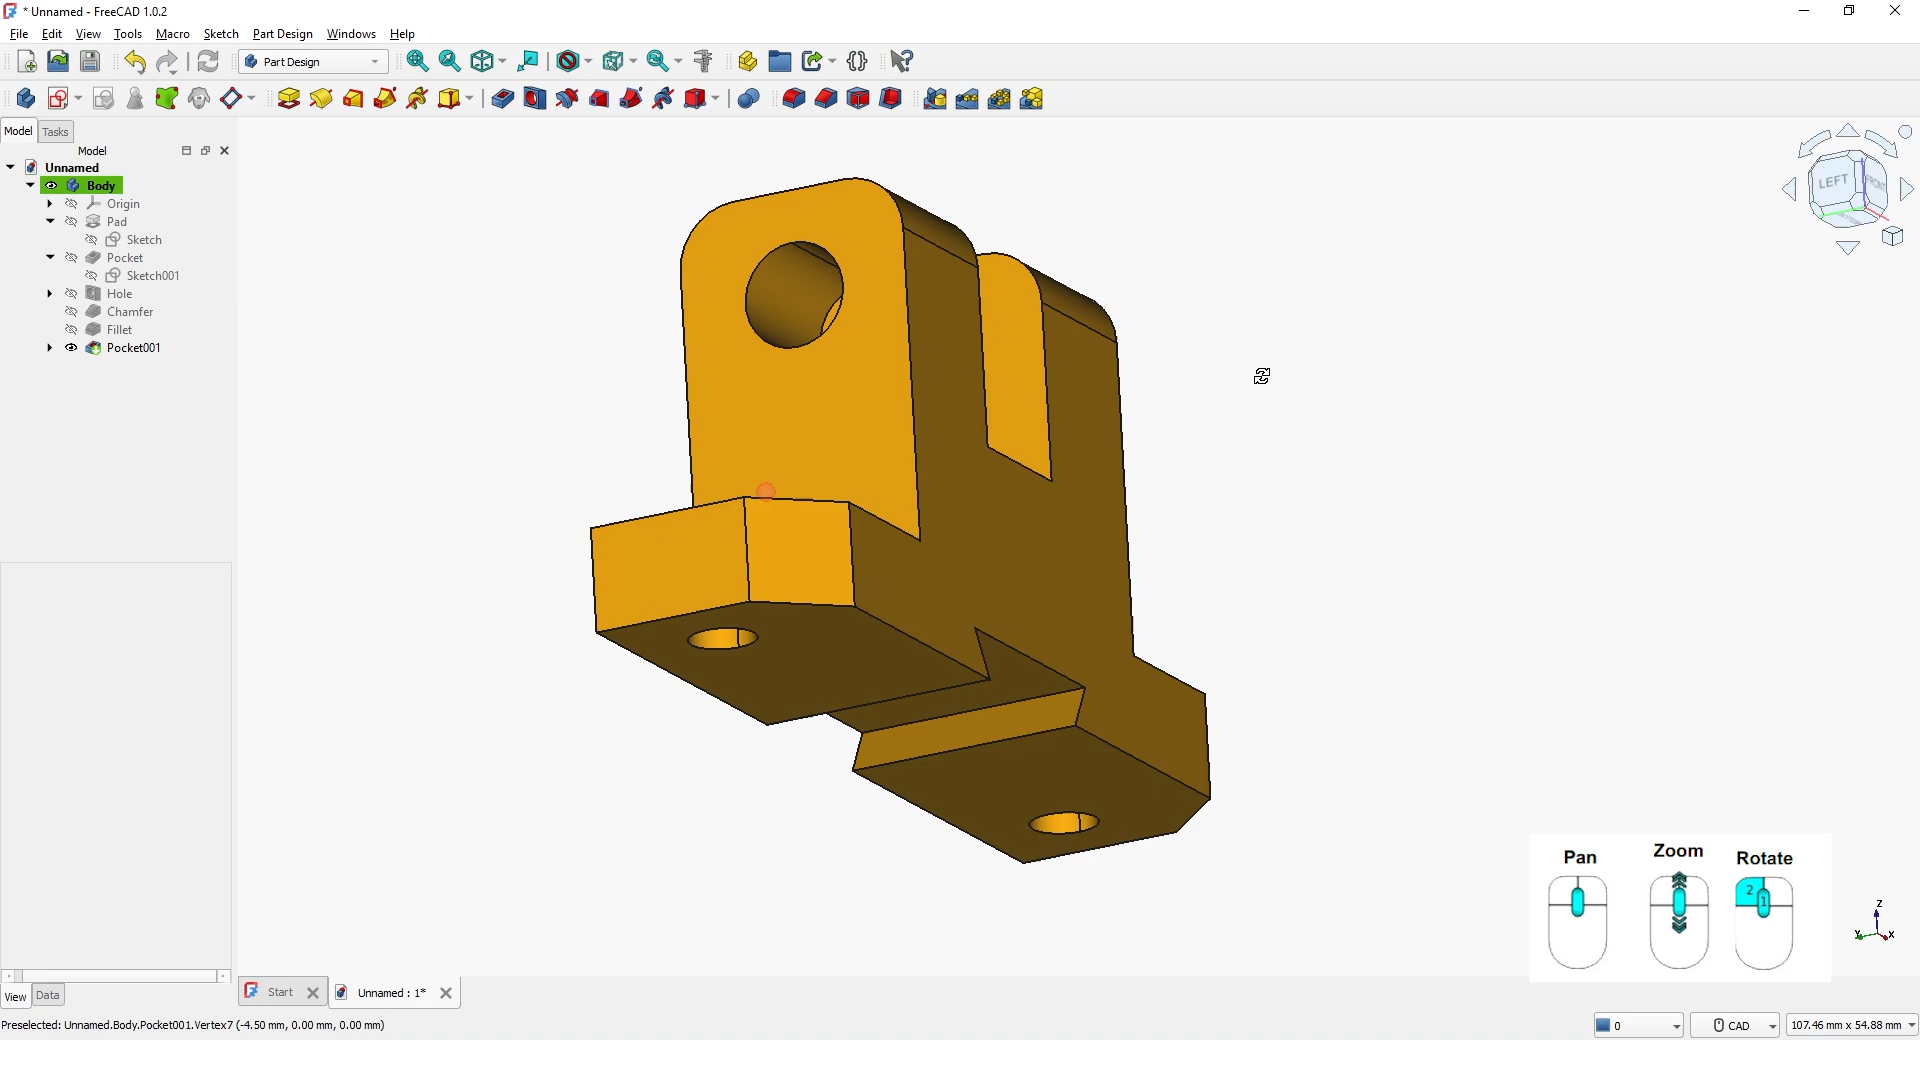 * Unnamed - FreeCAD 1.0.2
File Edit View Tools Macro Sketch Part Design Windows Help
Part Design
Model Tasks
Model
Unnamed
Body
Origin
Pad
Sketch
Pocket
Sketch001
Hole
Chamfer
Fillet
Pocket001
LEFT
FRONT
Pan Zoom Rotate
2
1
Z
Y X
View Data
Start
Unnamed : 1*
Preselected: Unnamed.Body.Pocket001.Vertex7 (-4.50 mm, 0.00 mm, 0.00 mm)
0
CAD
107.46 mm x 54.88 mm